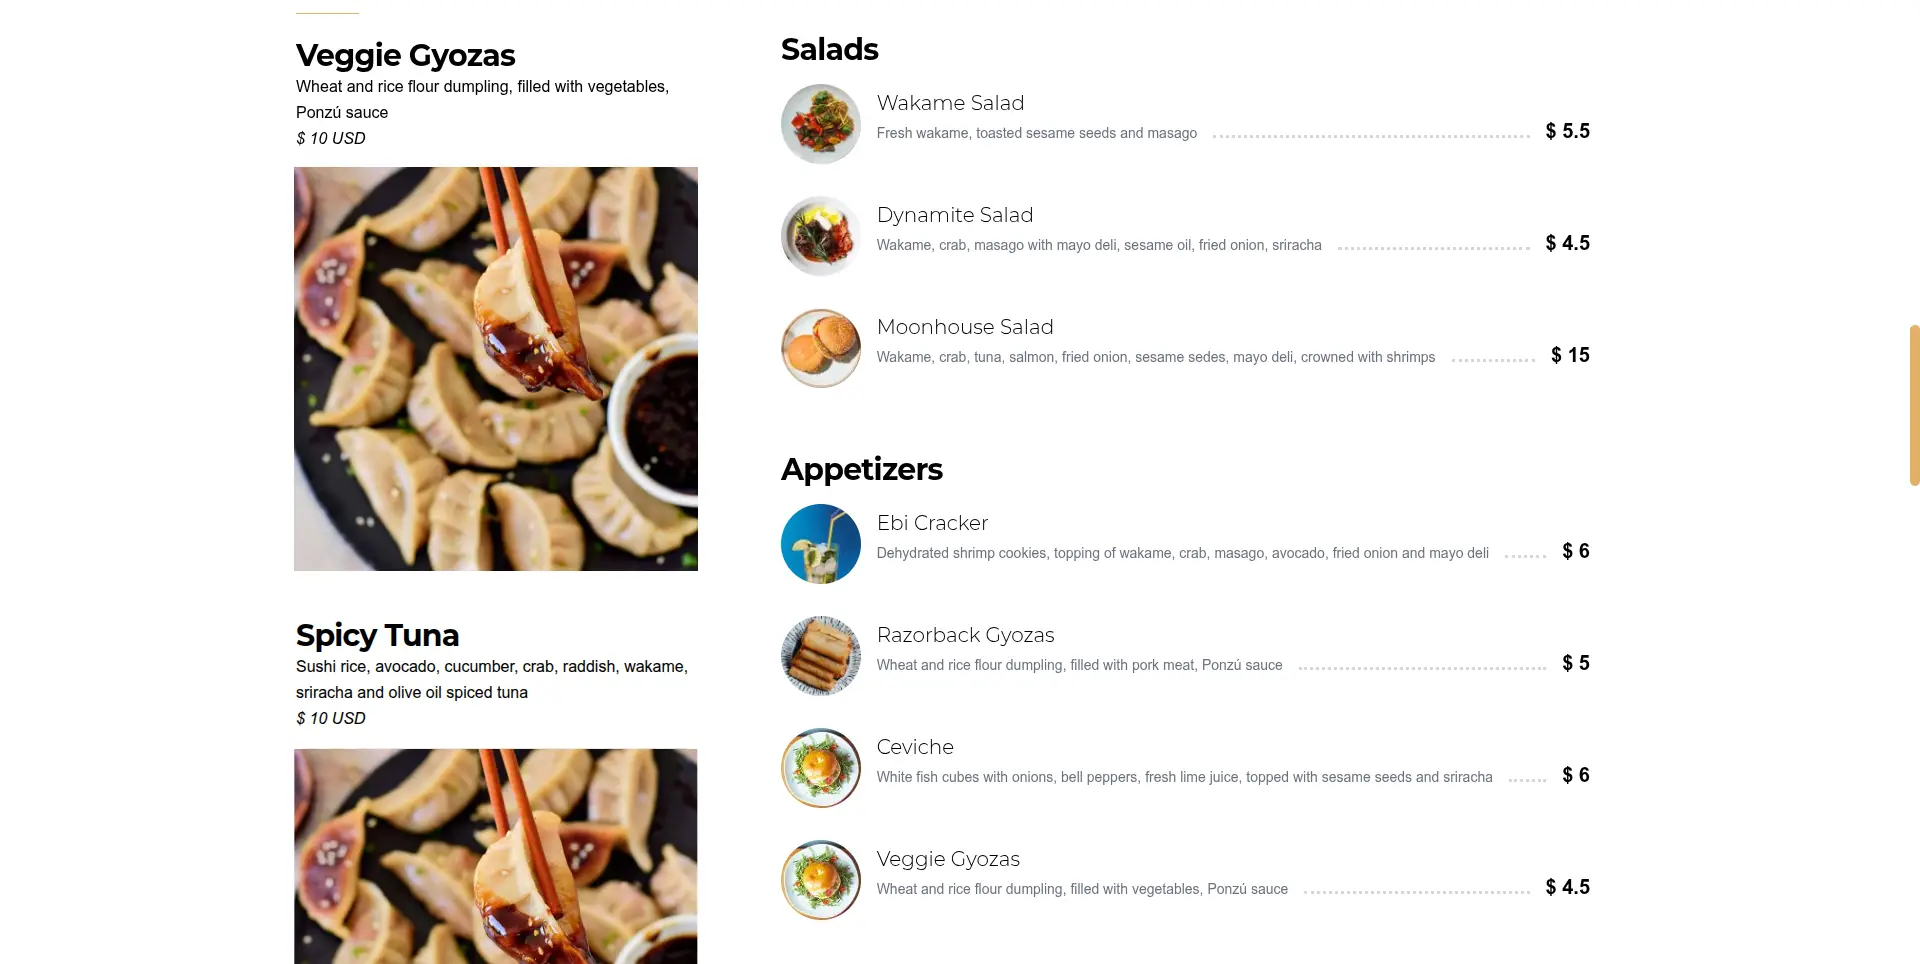 Veggie Gyozas
Wheat and rice flour dumpling, filled with vegetables,
Ponzú sauce
$ 10 USD
Spicy Tuna
Sushi rice, avocado, cucumber, crab, raddish, wakame,
sriracha and olive oil spiced tuna
$ 10 USD
Salads
Wakame Salad
Fresh wakame, toasted sesame seeds and masago $ 5.5
Dynamite Salad
Wakame, crab, masago with mayo deli, sesame oil, fried onion, sriracha $ 4.5
Moonhouse Salad
Wakame, crab, tuna, salmon, fried onion, sesame sedes, mayo deli, crowned with shrimps $ 15
Appetizers
Ebi Cracker
Dehydrated shrimp cookies, topping of wakame, crab, masago, avocado, fried onion and mayo deli $ 6
Razorback Gyozas
Wheat and rice flour dumpling, filled with pork meat, Ponzú sauce $ 5
Ceviche
White fish cubes with onions, bell peppers, fresh lime juice, topped with sesame seeds and sriracha $ 6
Veggie Gyozas
Wheat and rice flour dumpling, filled with vegetables, Ponzú sauce $ 4.5